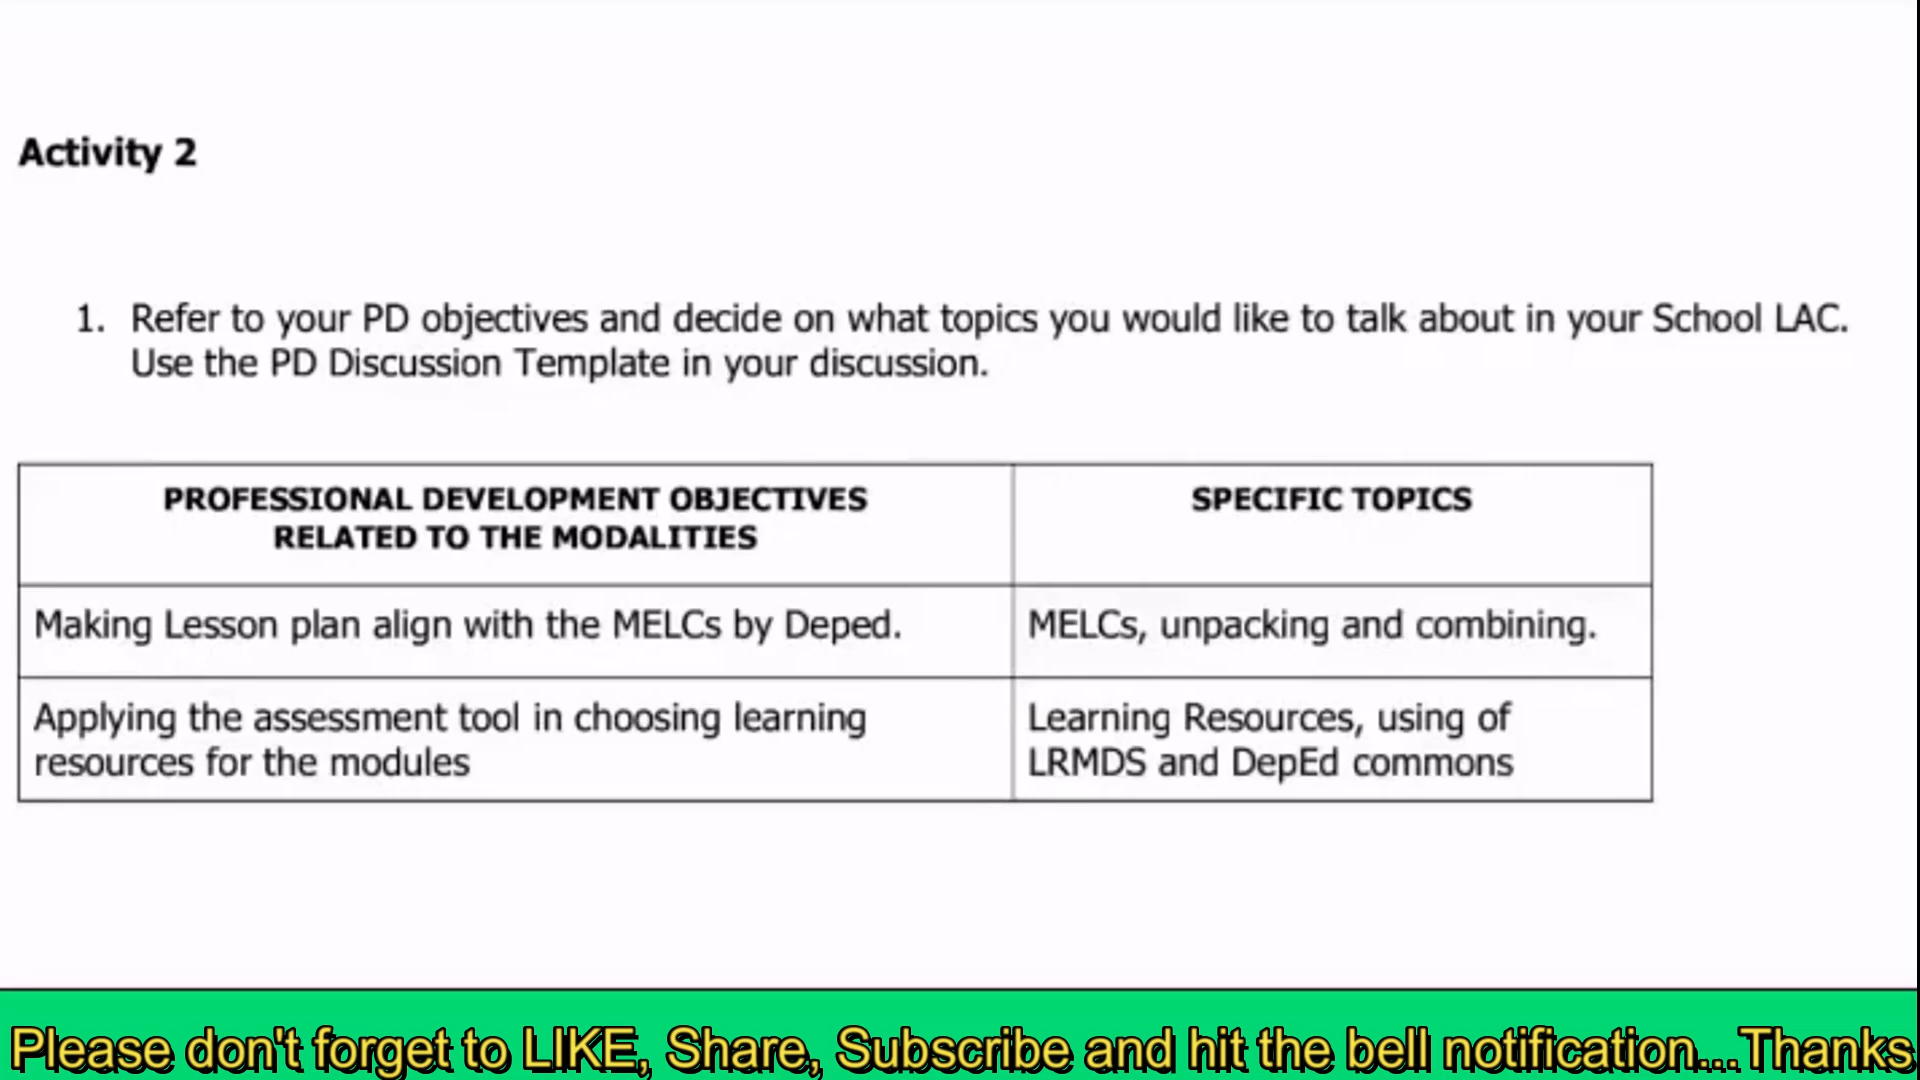 Activity 2
1. Refer to your PD objectives and decide on what topics you would like to talk about in your School LAC.
Use the PD Discussion Template in your discussion.
PROFESSIONAL DEVELOPMENT OBJECTIVES
RELATED TO THE MODALITIES
SPECIFIC TOPICS
Making Lesson plan align with the MELCs by Deped.
MELCs, unpacking and combining.
Applying the assessment tool in choosing learning
resources for the modules
Learning Resources, using of
LRMDS and DepEd commons
Please don't forget to LIKE, Share, Subscribe and hit the bell notification...Thanks